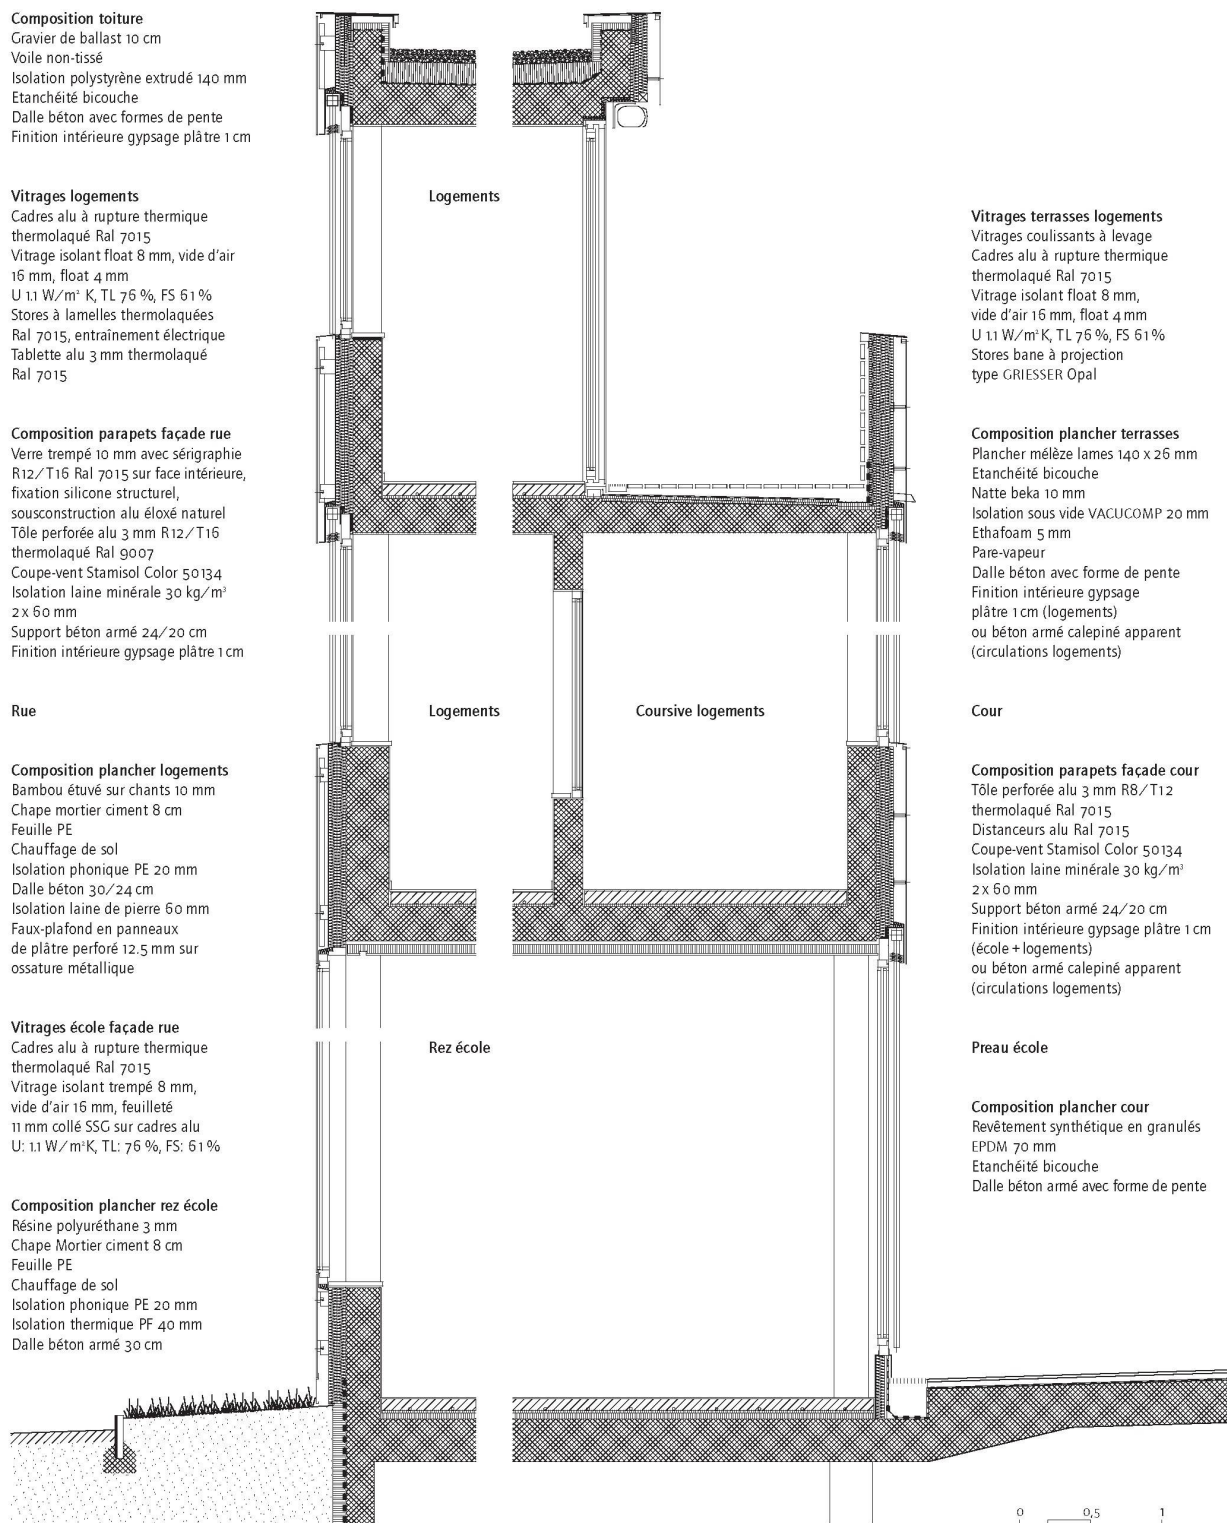 Composition toiture
Gravier de ballast 10 cm
Voile non-tissé
Isolation polystyrène extrudé 140 mm
Etanchéité bicouche
Dalle béton avec formes de pente
Finition intérieure gypsage plâtre 1 cm
Vitrages logements
Cadres alu à rupture thermique
thermolaqué Ral 7015
Vitrage isolant float 8 mm, vide d'air
16 mm, float 4 mm
U 1.1 W/m² K, TL 76 %, FS 61 %
Stores à lamelles thermolaquées
Ral 7015, entraînement électrique
Tablette alu 3 mm thermolaqué
Ral 7015
Composition parapets façade rue
Verre trempé 10 mm avec sérigraphie
R12/T16 Ral 7015 sur face intérieure,
fixation silicone structurel,
sousconstruction alu éloxé naturel
Tôle perforée alu 3 mm R12/T16
thermolaqué Ral 9007
Coupe-vent Stamisol Color 50134
Isolation laine minérale 30 kg/m³
2 x 60 mm
Support béton armé 24/20 cm
Finition intérieure gypsage plâtre 1 cm
Rue
Composition plancher logements
Bambou étuvé sur chants 10 mm
Chape mortier ciment 8 cm
Feuille PE
Chauffage de sol
Isolation phonique PE 20 mm
Dalle béton 30/24 cm
Isolation laine de pierre 60 mm
Faux-plafond en panneaux
de plâtre perforé 12.5 mm sur
ossature métallique
Vitrages école façade rue
Cadres alu à rupture thermique
thermolaqué Ral 7015
Vitrage isolant trempé 8 mm,
vide d'air 16 mm, feuilleté
11 mm collé SSG sur cadres alu
U: 1.1 W/m²K, TL: 76 %, FS: 61 %
Composition plancher rez école
Résine polyuréthane 3 mm
Chape Mortier ciment 8 cm
Feuille PE
Chauffage de sol
Isolation phonique PE 20 mm
Isolation thermique PF 40 mm
Dalle béton armé 30 cm
Logements
Logements
Coursive logements
Rez école
Vitrages terrasses logements
Vitrages coulissants à levage
Cadres alu à rupture thermique
thermolaqué Ral 7015
Vitrage isolant float 8 mm,
vide d'air 16 mm, float 4 mm
U 1.1 W/m² K, TL 76 %, FS 61 %
Stores bane à projection
type GRIESSER Opal
Composition plancher terrasses
Plancher mélèze lames 140 x 26 mm
Etanchéité bicouche
Natte beka 10 mm
Isolation sous vide VACUCOMP 20 mm
Ethafoam 5 mm
Pare-vapeur
Dalle béton avec forme de pente
Finition intérieure gypsage
plâtre 1 cm (logements)
ou béton armé calepiné apparent
(circulations logements)
Cour
Composition parapets façade cour
Tôle perforée alu 3 mm R8/T12
thermolaqué Ral 7015
Distanceurs alu Ral 7015
Coupe-vent Stamisol Color 50134
Isolation laine minérale 30 kg/m³
2 x 60 mm
Support béton armé 24/20 cm
Finition intérieure gypsage plâtre 1 cm
(école + logements)
ou béton armé calepiné apparent
(circulations logements)
Preau école
Composition plancher cour
Revêtement synthétique en granulés
EPDM 70 mm
Etanchéité bicouche
Dalle béton armé avec forme de pente
0 0,5 1